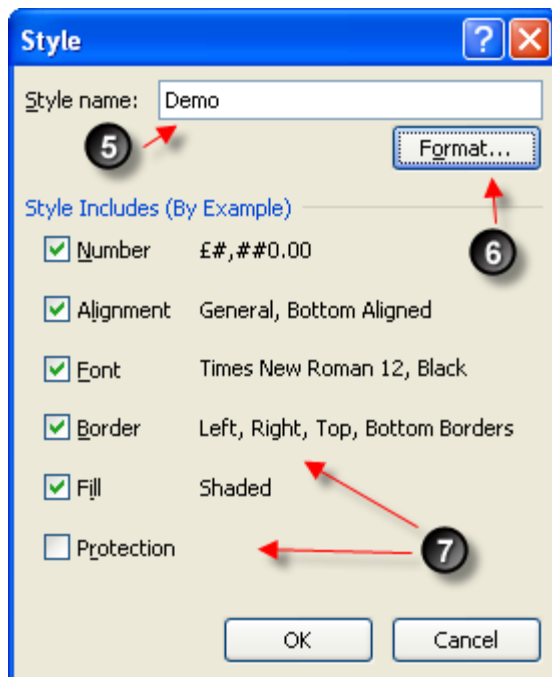 Style
Style name: Demo
5
Format...
Style Includes (By Example)
6
Number £#,##0.00
Alignment General, Bottom Aligned
Font Times New Roman 12, Black
Border Left, Right, Top, Bottom Borders
Fill Shaded
Protection
7
OK Cancel